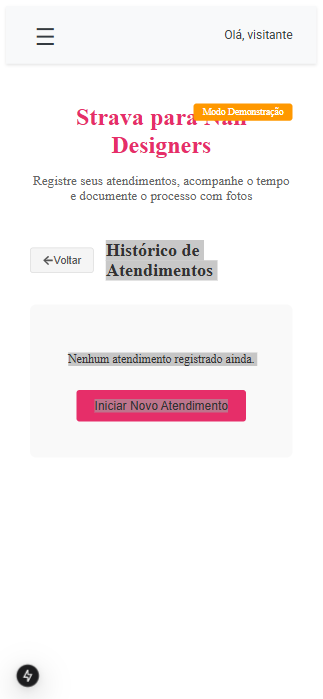 Olá, visitante
Modo Demonstração
Strava para Nail
Designers
Registre seus atendimentos, acompanhe o tempo
e documente o processo com fotos
Voltar
Histórico de
Atendimentos
Nenhum atendimento registrado ainda.
Iniciar Novo Atendimento